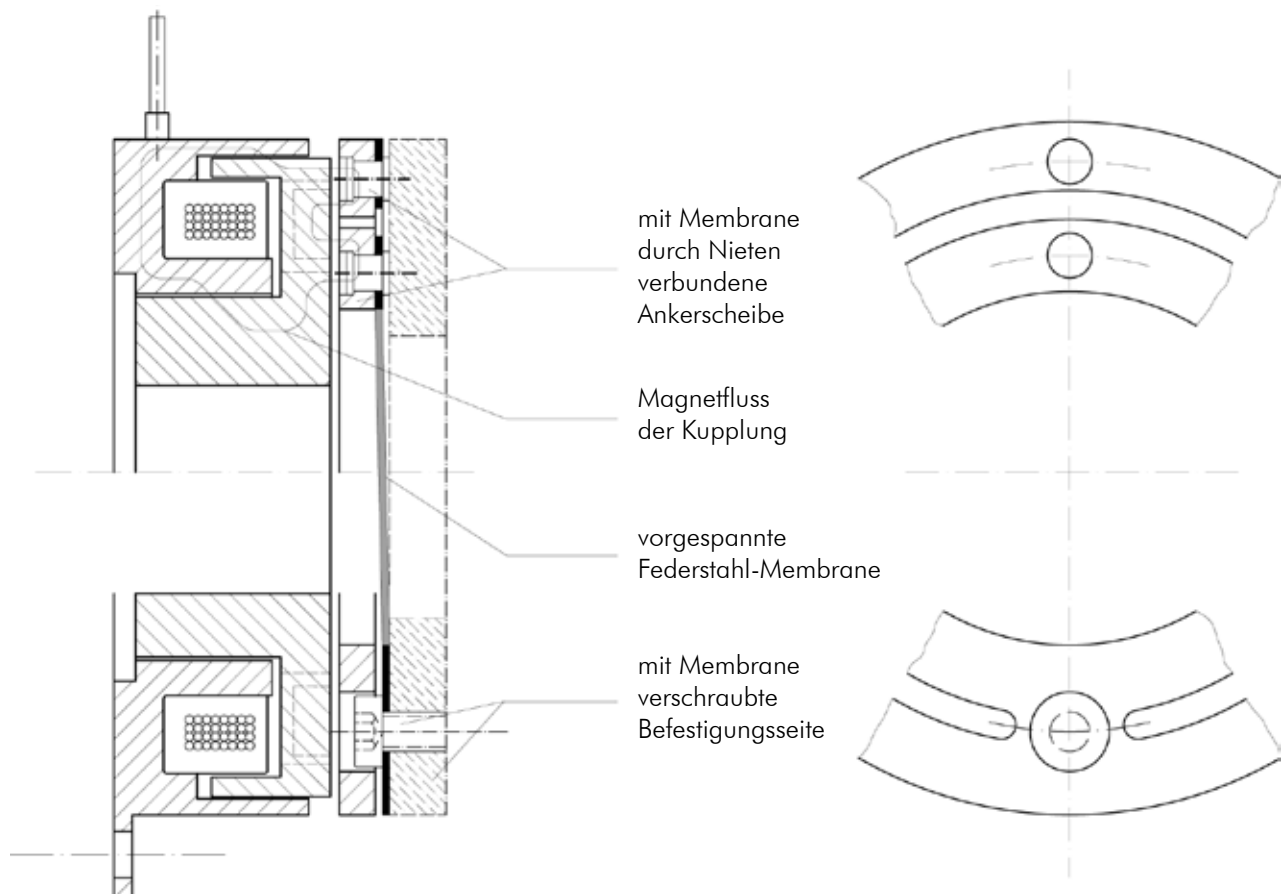 mit Membrane
durch Nieten
verbundene
Ankerscheibe
Magnetfluss
der Kupplung
vorgespannte
Federstahl-Membrane
mit Membrane
verschraubte
Befestigungsseite